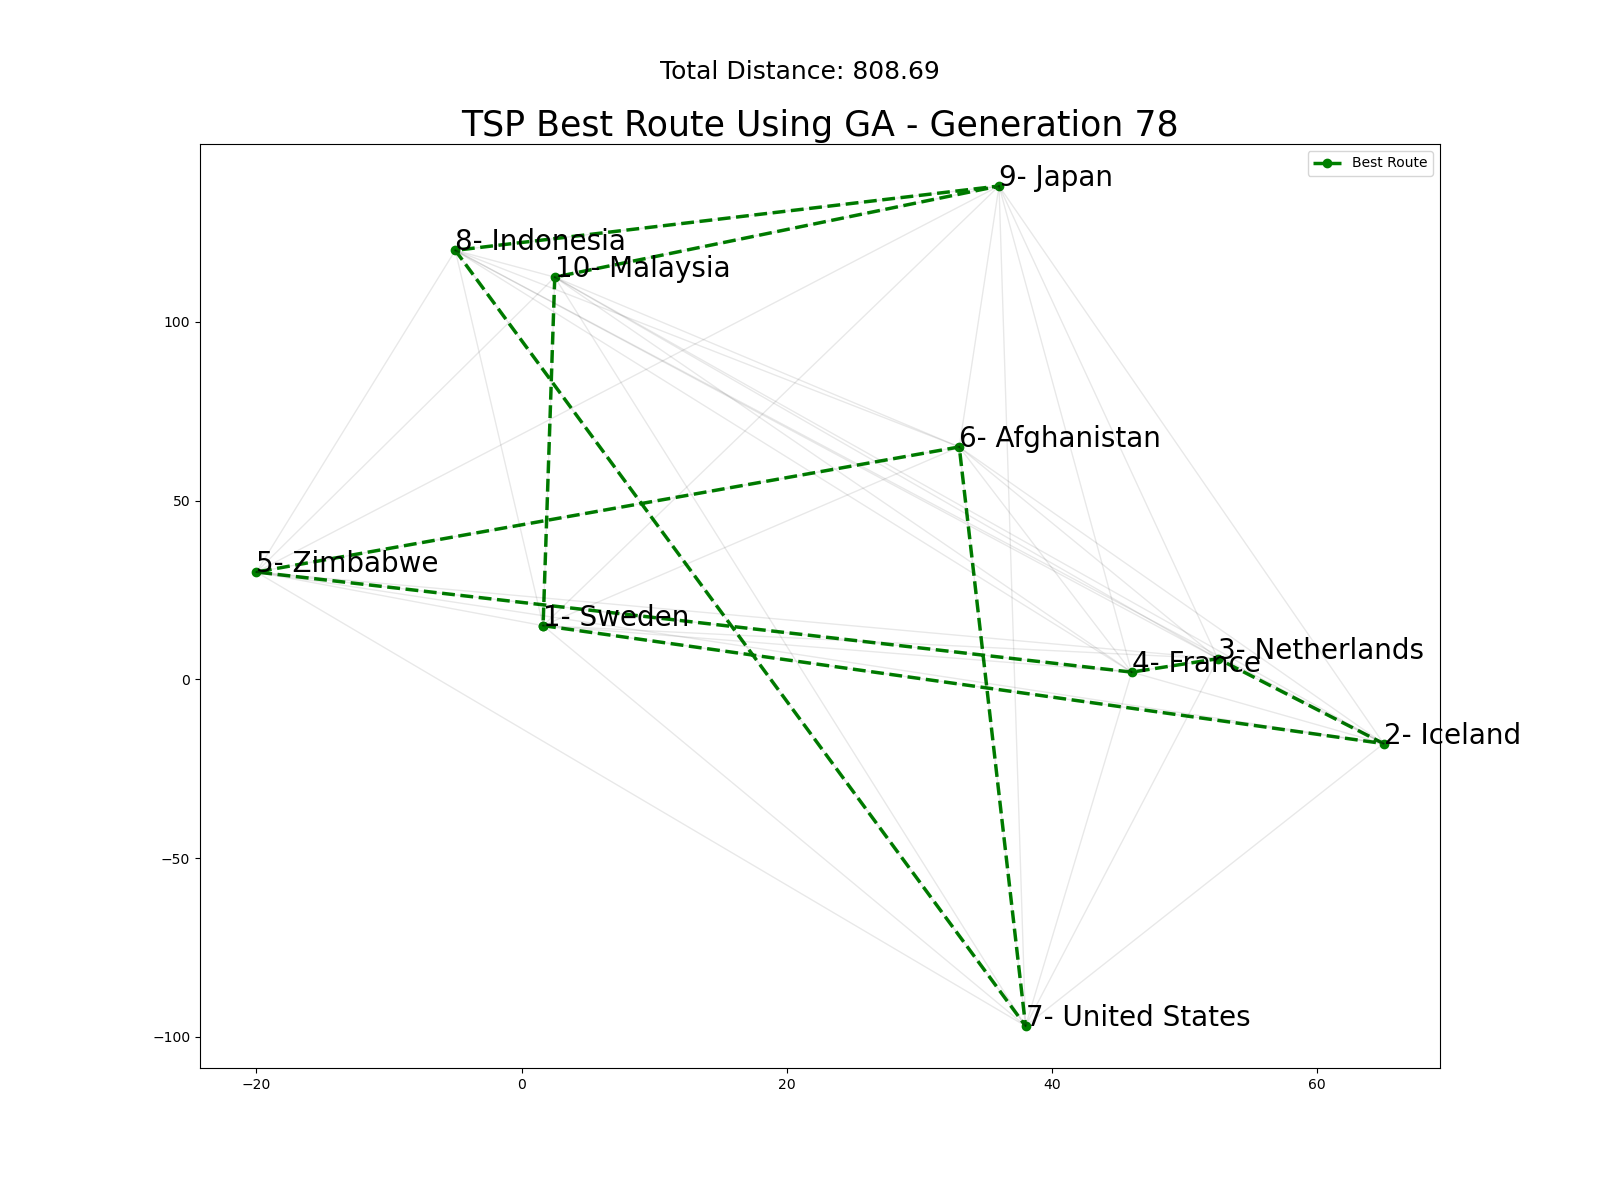 Total Distance: 808.69
TSP Best Route Using GA - Generation 78
Best Route
9- Japan
8- Indonesia
10- Malaysia
6- Afghanistan
5- Zimbabwe
1- Sweden
3- Netherlands
4- France
2- Iceland
7- United States
100
50
0
−50
−100
−20
0
20
40
60